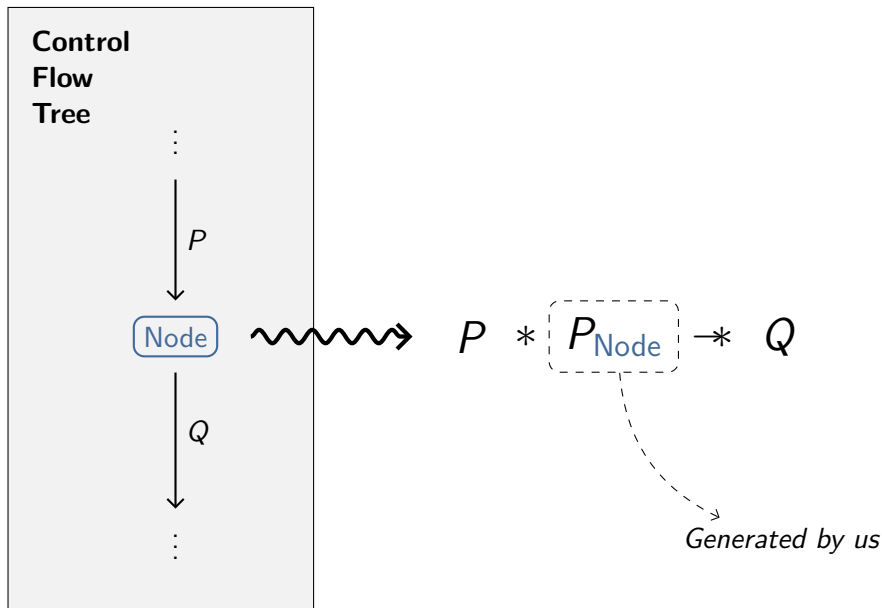 Control
Flow
Tree
⋮
P
Node
P * P_Node -* Q
Q
⋮
Generated by us